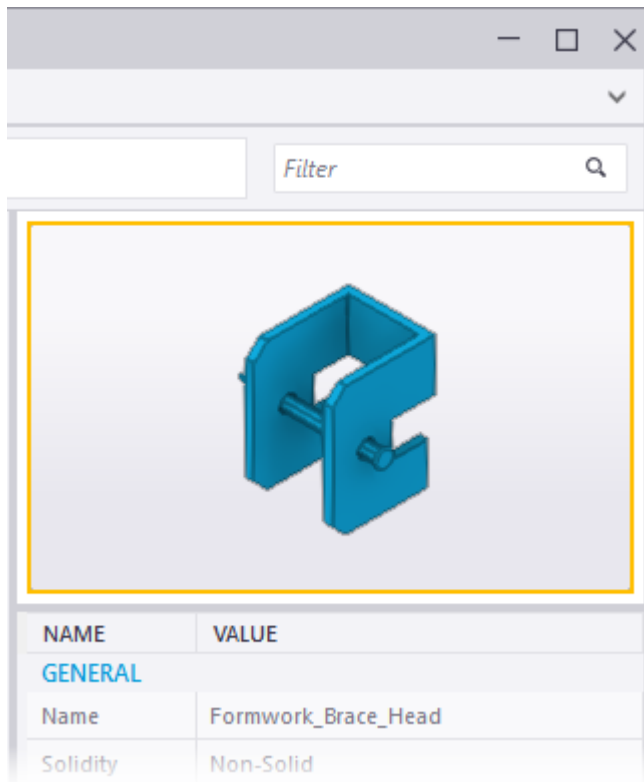 Filter
NAME VALUE
GENERAL
Name Formwork_Brace_Head
Solidity Non-Solid